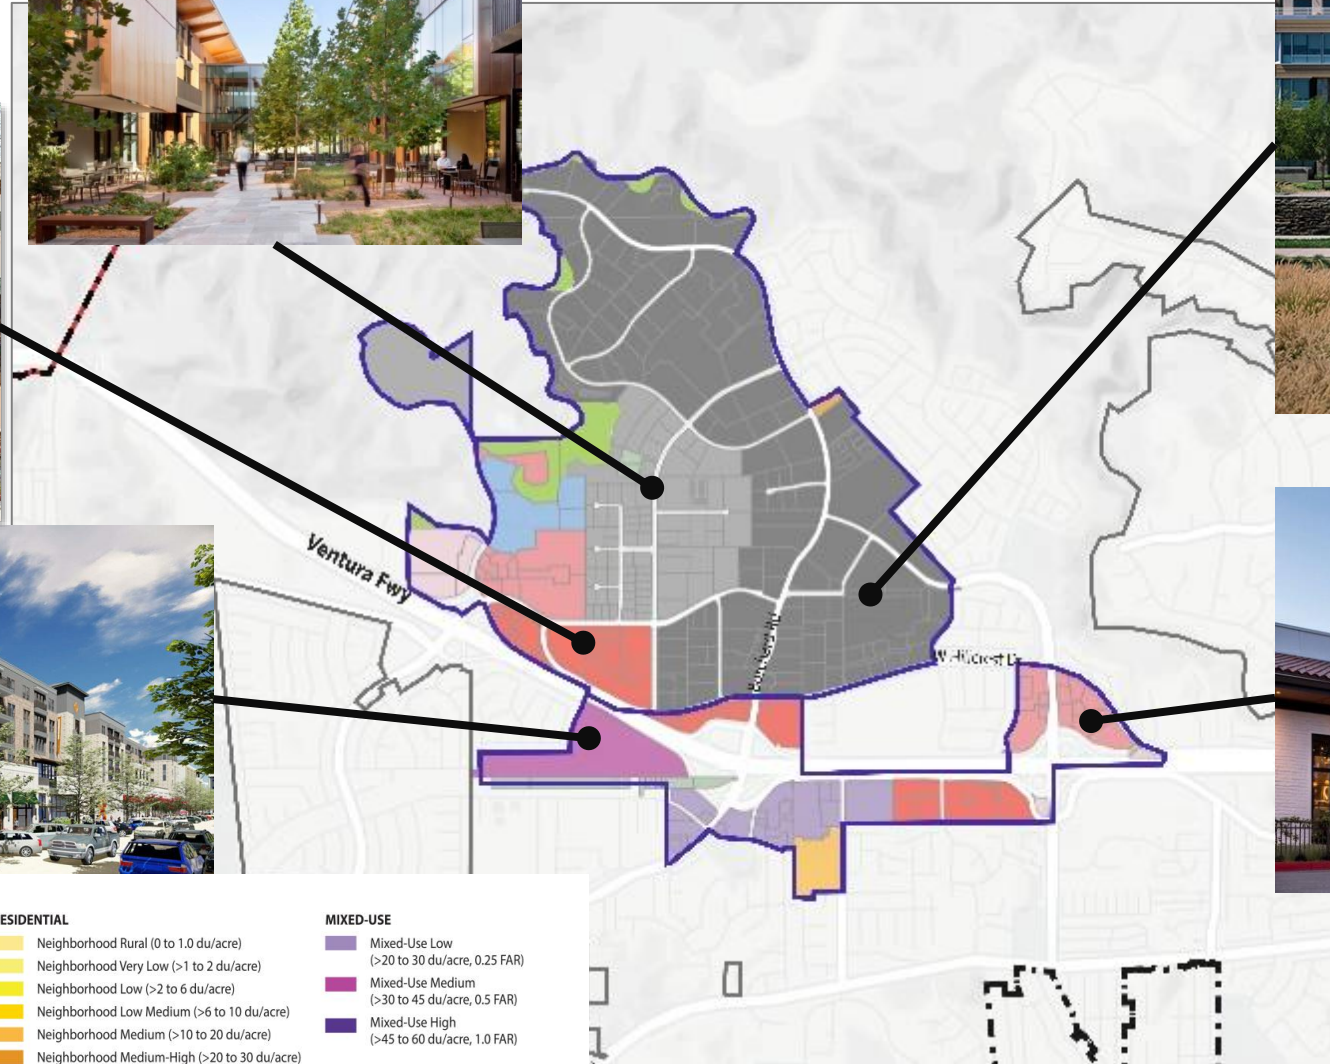 Ventura Fwy
W Hillcrest Dr
ESIDENTIAL
Neighborhood Rural (0 to 1.0 du/acre)
Neighborhood Very Low (>1 to 2 du/acre)
Neighborhood Low (>2 to 6 du/acre)
Neighborhood Low Medium (>6 to 10 du/acre)
Neighborhood Medium (>10 to 20 du/acre)
Neighborhood Medium-High (>20 to 30 du/acre)
MIXED-USE
Mixed-Use Low
(>20 to 30 du/acre, 0.25 FAR)
Mixed-Use Medium
(>30 to 45 du/acre, 0.5 FAR)
Mixed-Use High
(>45 to 60 du/acre, 1.0 FAR)